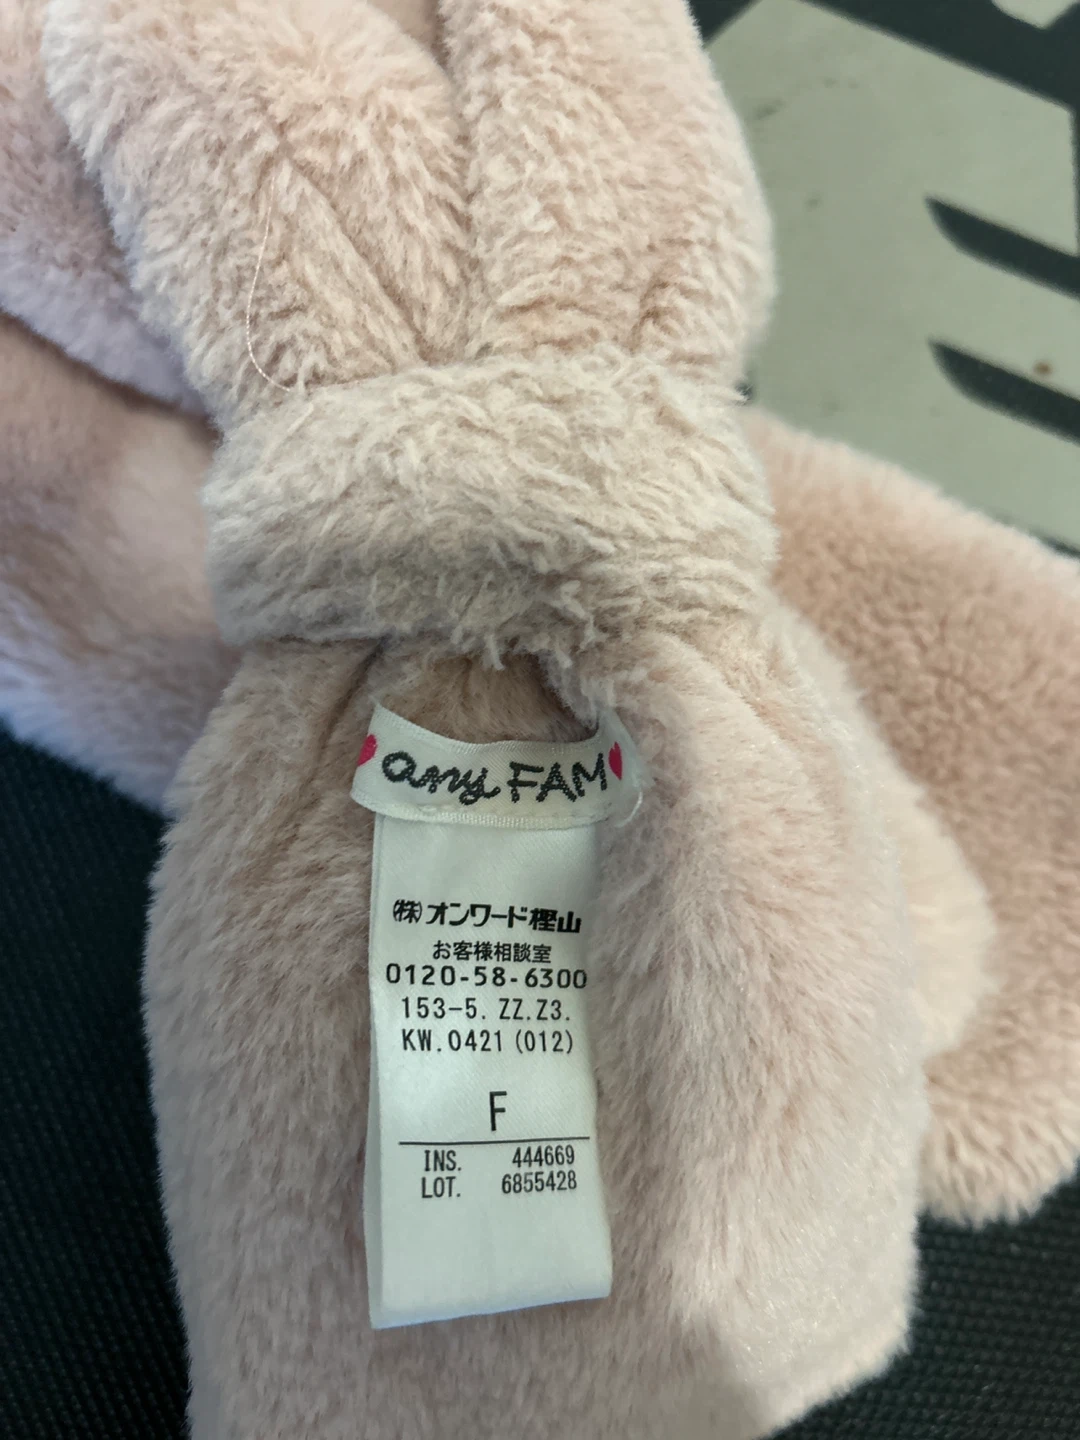 any FAM
(株)オンワード樫山
お客様相談室
0120-58-6300
153-5. ZZ.Z3.
KW.0421 (012)
F
INS. 444669
LOT. 6855428